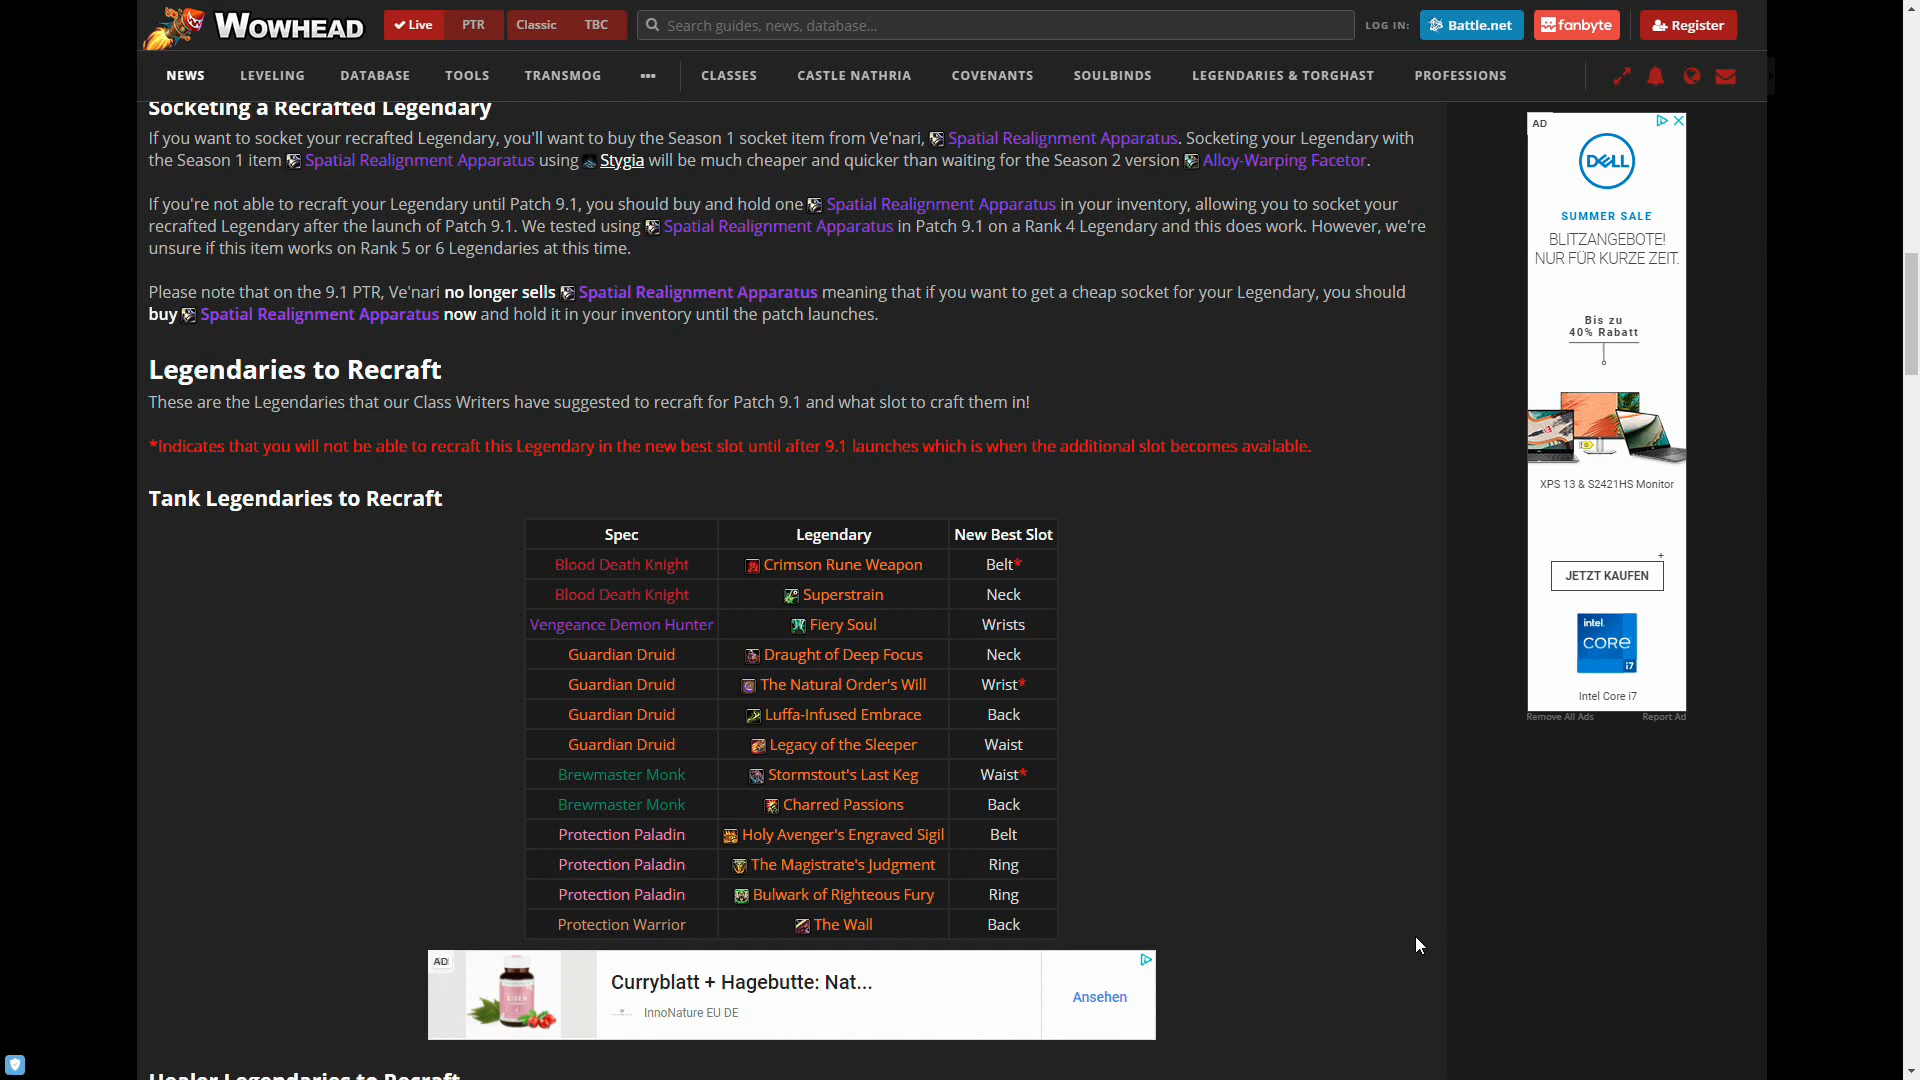 WOWHEAD
Live PTR Classic TBC
Search guides, news, database...
LOG IN: Battle.net fanbyte Register
NEWS LEVELING DATABASE TOOLS TRANSMOG ••• CLASSES CASTLE NATHRIA COVENANTS SOULBINDS LEGENDARIES & TORGHAST PROFESSIONS
Socketing a Recrafted Legendary
If you want to socket your recrafted Legendary, you'll want to buy the Season 1 socket item from Ve'nari, Spatial Realignment Apparatus. Socketing your Legendary with
the Season 1 item Spatial Realignment Apparatus using Stygia will be much cheaper and quicker than waiting for the Season 2 version Alloy-Warping Facetor.
If you're not able to recraft your Legendary until Patch 9.1, you should buy and hold one Spatial Realignment Apparatus in your inventory, allowing you to socket your
recrafted Legendary after the launch of Patch 9.1. We tested using Spatial Realignment Apparatus in Patch 9.1 on a Rank 4 Legendary and this does work. However, we're
unsure if this item works on Rank 5 or 6 Legendaries at this time.
Please note that on the 9.1 PTR, Ve'nari no longer sells Spatial Realignment Apparatus meaning that if you want to get a cheap socket for your Legendary, you should
buy Spatial Realignment Apparatus now and hold it in your inventory until the patch launches.
Legendaries to Recraft
These are the Legendaries that our Class Writers have suggested to recraft for Patch 9.1 and what slot to craft them in!
*Indicates that you will not be able to recraft this Legendary in the new best slot until after 9.1 launches which is when the additional slot becomes available.
Tank Legendaries to Recraft
Spec Legendary New Best Slot
Blood Death Knight Crimson Rune Weapon Belt*
Blood Death Knight Superstrain Neck
Vengeance Demon Hunter Fiery Soul Wrists
Guardian Druid Draught of Deep Focus Neck
Guardian Druid The Natural Order's Will Wrist*
Guardian Druid Luffa-Infused Embrace Back
Guardian Druid Legacy of the Sleeper Waist
Brewmaster Monk Stormstout's Last Keg Waist*
Brewmaster Monk Charred Passions Back
Protection Paladin Holy Avenger's Engraved Sigil Belt
Protection Paladin The Magistrate's Judgment Ring
Protection Paladin Bulwark of Righteous Fury Ring
Protection Warrior The Wall Back
AD
EISEN
Curryblatt + Hagebutte: Nat...
InnoNature EU DE
Ansehen
Healer Legendaries to Recraft
AD
DELL
SUMMER SALE
BLITZANGEBOTE!
NUR FÜR KURZE ZEIT.
Bis zu
40% Rabatt
XPS 13 & S2421HS Monitor
+
JETZT KAUFEN
intel.
CORE
i7
Intel Core i7
Remove All Ads Report Ad